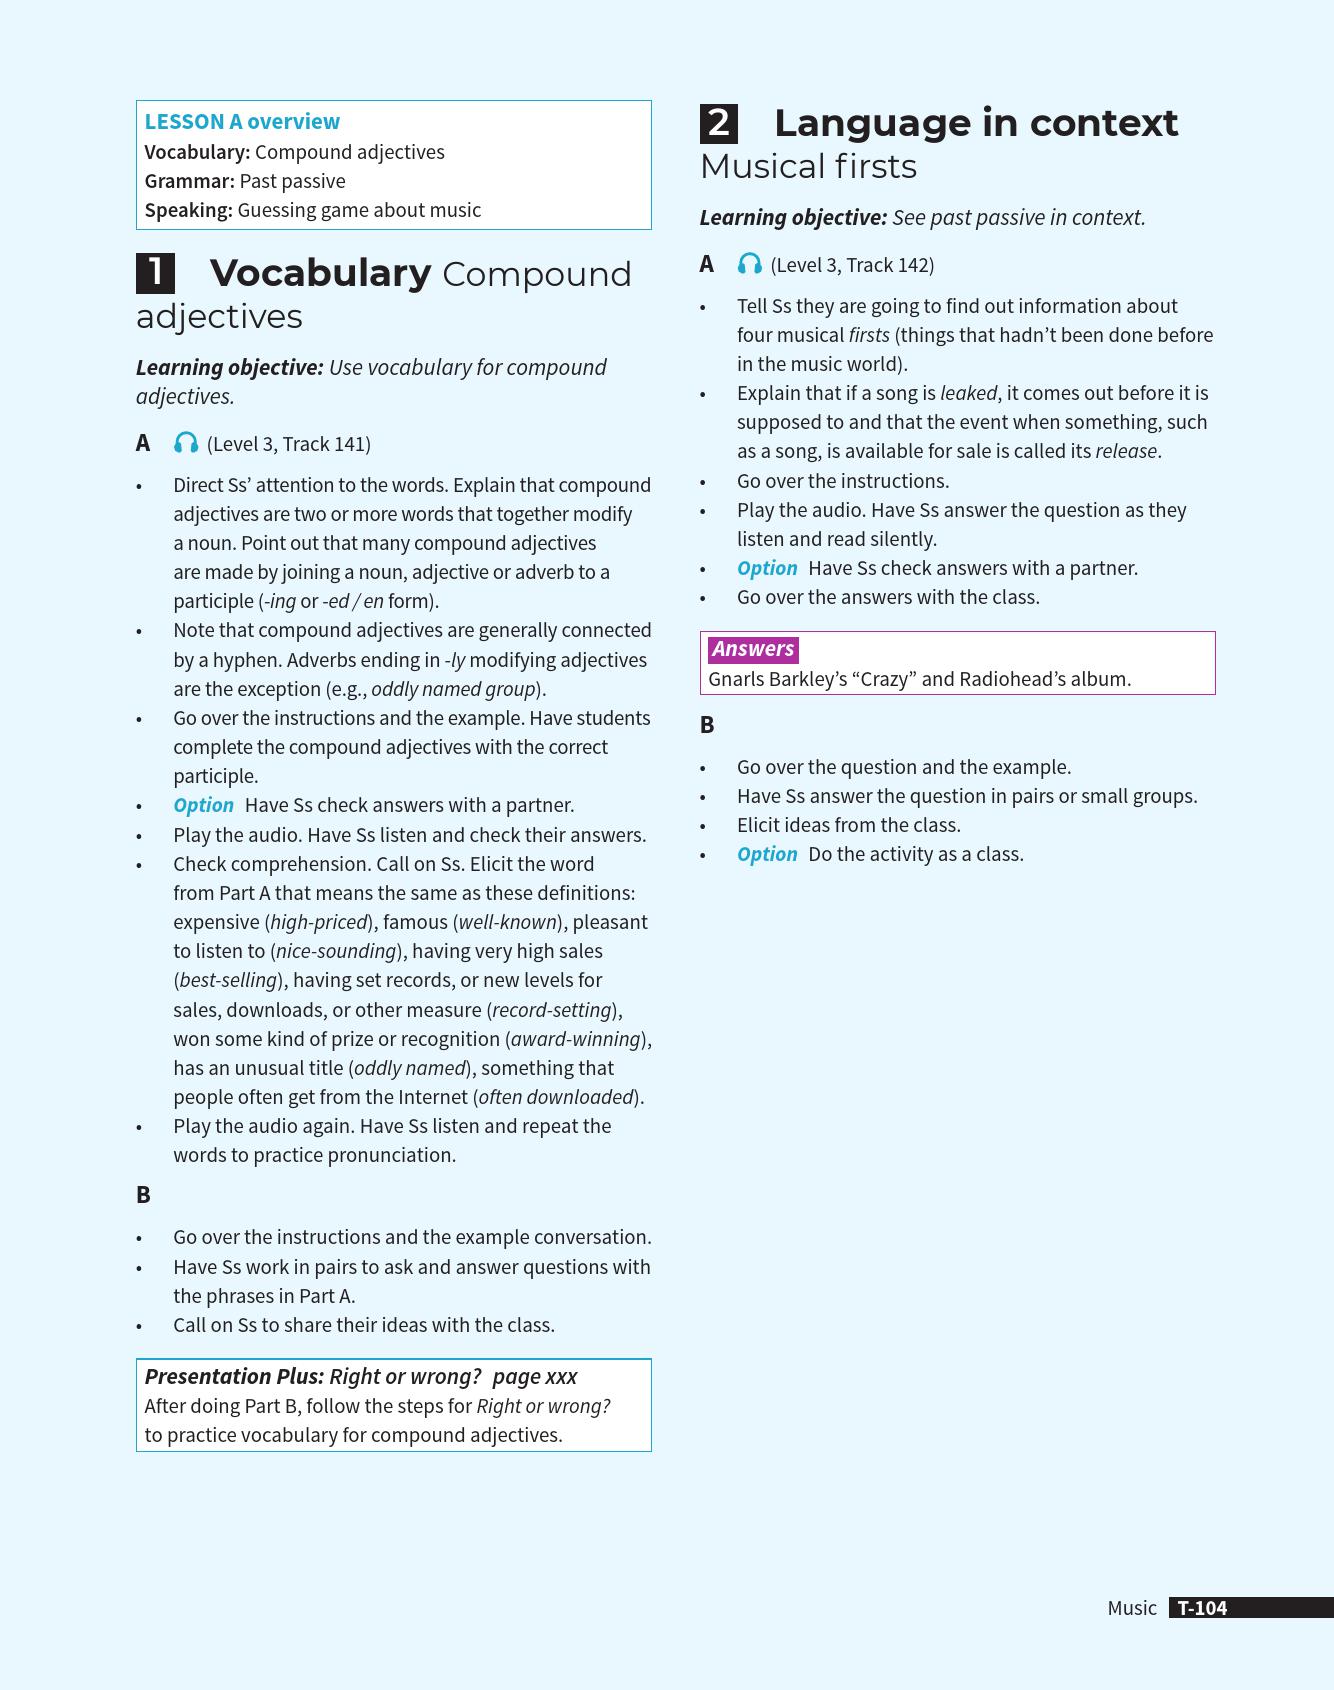 LESSON A overview
Vocabulary: Compound adjectives
Grammar: Past passive
Speaking: Guessing game about music
1 Vocabulary Compound
adjectives
Learning objective: Use vocabulary for compound
adjectives.
A (Level 3, Track 141)
• Direct Ss’ attention to the words. Explain that compound
adjectives are two or more words that together modify
a noun. Point out that many compound adjectives
are made by joining a noun, adjective or adverb to a
participle (-ing or -ed / en form).
• Note that compound adjectives are generally connected
by a hyphen. Adverbs ending in -ly modifying adjectives
are the exception (e.g., oddly named group).
• Go over the instructions and the example. Have students
complete the compound adjectives with the correct
participle.
• Option Have Ss check answers with a partner.
• Play the audio. Have Ss listen and check their answers.
• Check comprehension. Call on Ss. Elicit the word
from Part A that means the same as these definitions:
expensive (high-priced), famous (well-known), pleasant
to listen to (nice-sounding), having very high sales
(best-selling), having set records, or new levels for
sales, downloads, or other measure (record-setting),
won some kind of prize or recognition (award-winning),
has an unusual title (oddly named), something that
people often get from the Internet (often downloaded).
• Play the audio again. Have Ss listen and repeat the
words to practice pronunciation.
B
• Go over the instructions and the example conversation.
• Have Ss work in pairs to ask and answer questions with
the phrases in Part A.
• Call on Ss to share their ideas with the class.
Presentation Plus: Right or wrong? page xxx
After doing Part B, follow the steps for Right or wrong?
to practice vocabulary for compound adjectives.
2 Language in context
Musical firsts
Learning objective: See past passive in context.
A (Level 3, Track 142)
• Tell Ss they are going to find out information about
four musical firsts (things that hadn’t been done before
in the music world).
• Explain that if a song is leaked, it comes out before it is
supposed to and that the event when something, such
as a song, is available for sale is called its release.
• Go over the instructions.
• Play the audio. Have Ss answer the question as they
listen and read silently.
• Option Have Ss check answers with a partner.
• Go over the answers with the class.
Answers
Gnarls Barkley’s “Crazy” and Radiohead’s album.
B
• Go over the question and the example.
• Have Ss answer the question in pairs or small groups.
• Elicit ideas from the class.
• Option Do the activity as a class.
Music T-104